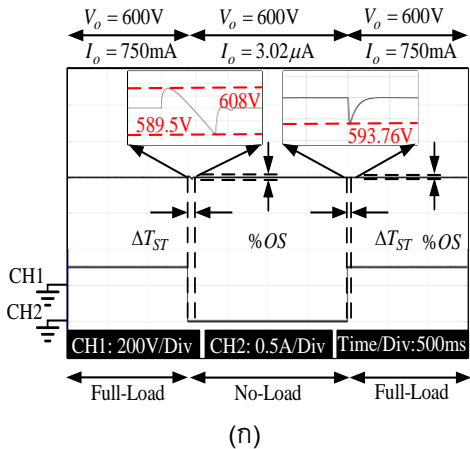 V_o = 600V V_o = 600V V_o = 600V
I_o = 750mA I_o = 3.02μA I_o = 750mA
608V
589.5V
593.76V
ΔT_ST %OS ΔT_ST %OS
CH1
CH2
CH1: 200V/Div CH2: 0.5A/Div Time/Div:500ms
Full-Load No-Load Full-Load
(ก)